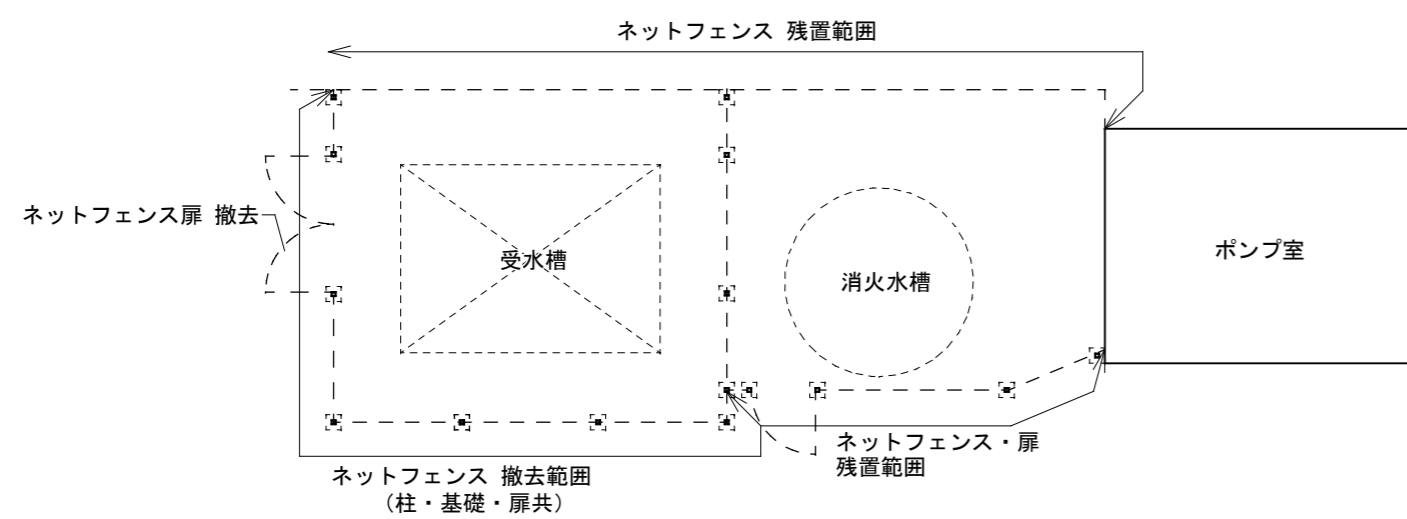 ネットフェンス 残置範囲
ネットフェンス扉 撤去
受水槽
消火水槽
ポンプ室
ネットフェンス・扉
残置範囲
ネットフェンス 撤去範囲
（柱・基礎・扉共）